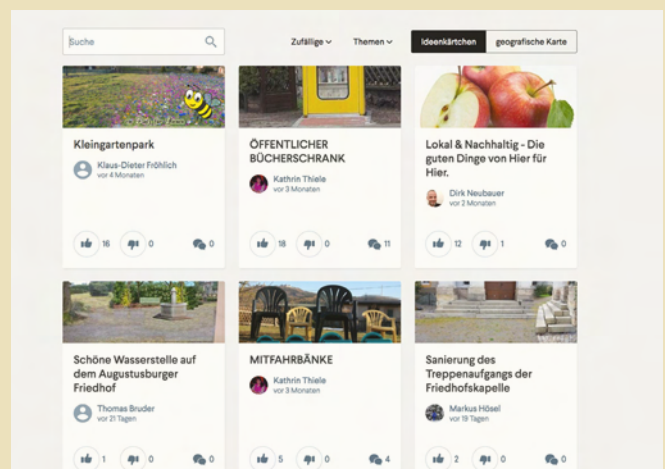 Suche
Zufällige
Themen
Ideenkärtchen
geografische Karte
Kleingartenpark
Klaus-Dieter Fröhlich
vor 4 Monaten
16
0
0
ÖFFENTLICHER
BÜCHERSCHRANK
Kathrin Thiele
vor 3 Monaten
18
0
11
Lokal & Nachhaltig - Die
guten Dinge von Hier für
Hier.
Dirk Neubauer
vor 2 Monaten
12
1
0
Schöne Wasserstelle auf
dem Augustusburger
Friedhof
Thomas Bruder
vor 21 Tagen
1
0
0
MITFAHRBÄNKE
Kathrin Thiele
vor 3 Monaten
5
0
4
Sanierung des
Treppenaufgangs der
Friedhofskapelle
Markus Hösel
vor 19 Tagen
2
0
0